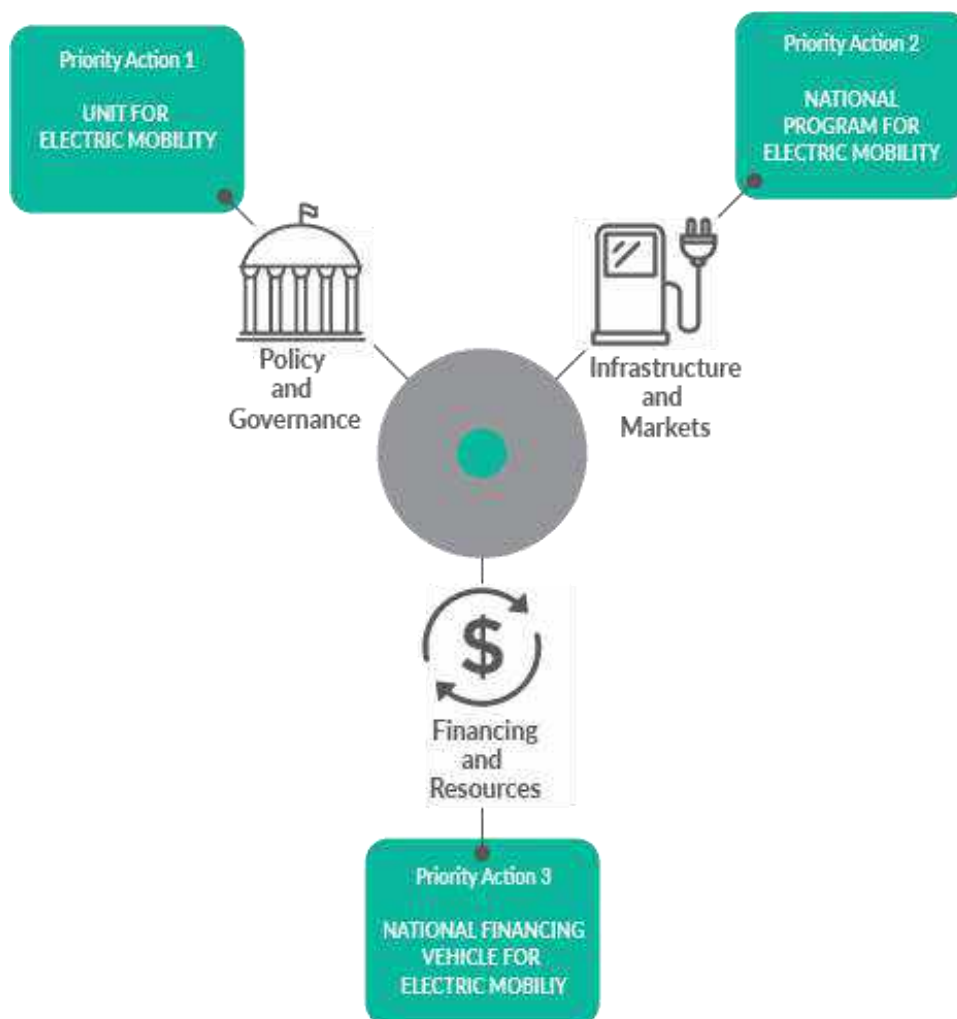 Priority Action 1
UNIT FOR
ELECTRIC MOBILITY
Priority Action 2
NATIONAL
PROGRAM FOR
ELECTRIC MOBILITY
Policy
and
Governance
Infrastructure
and
Markets
$
Financing
and
Resources
Priority Action 3
NATIONAL FINANCING
VEHICLE FOR
ELECTRIC MOBILIY